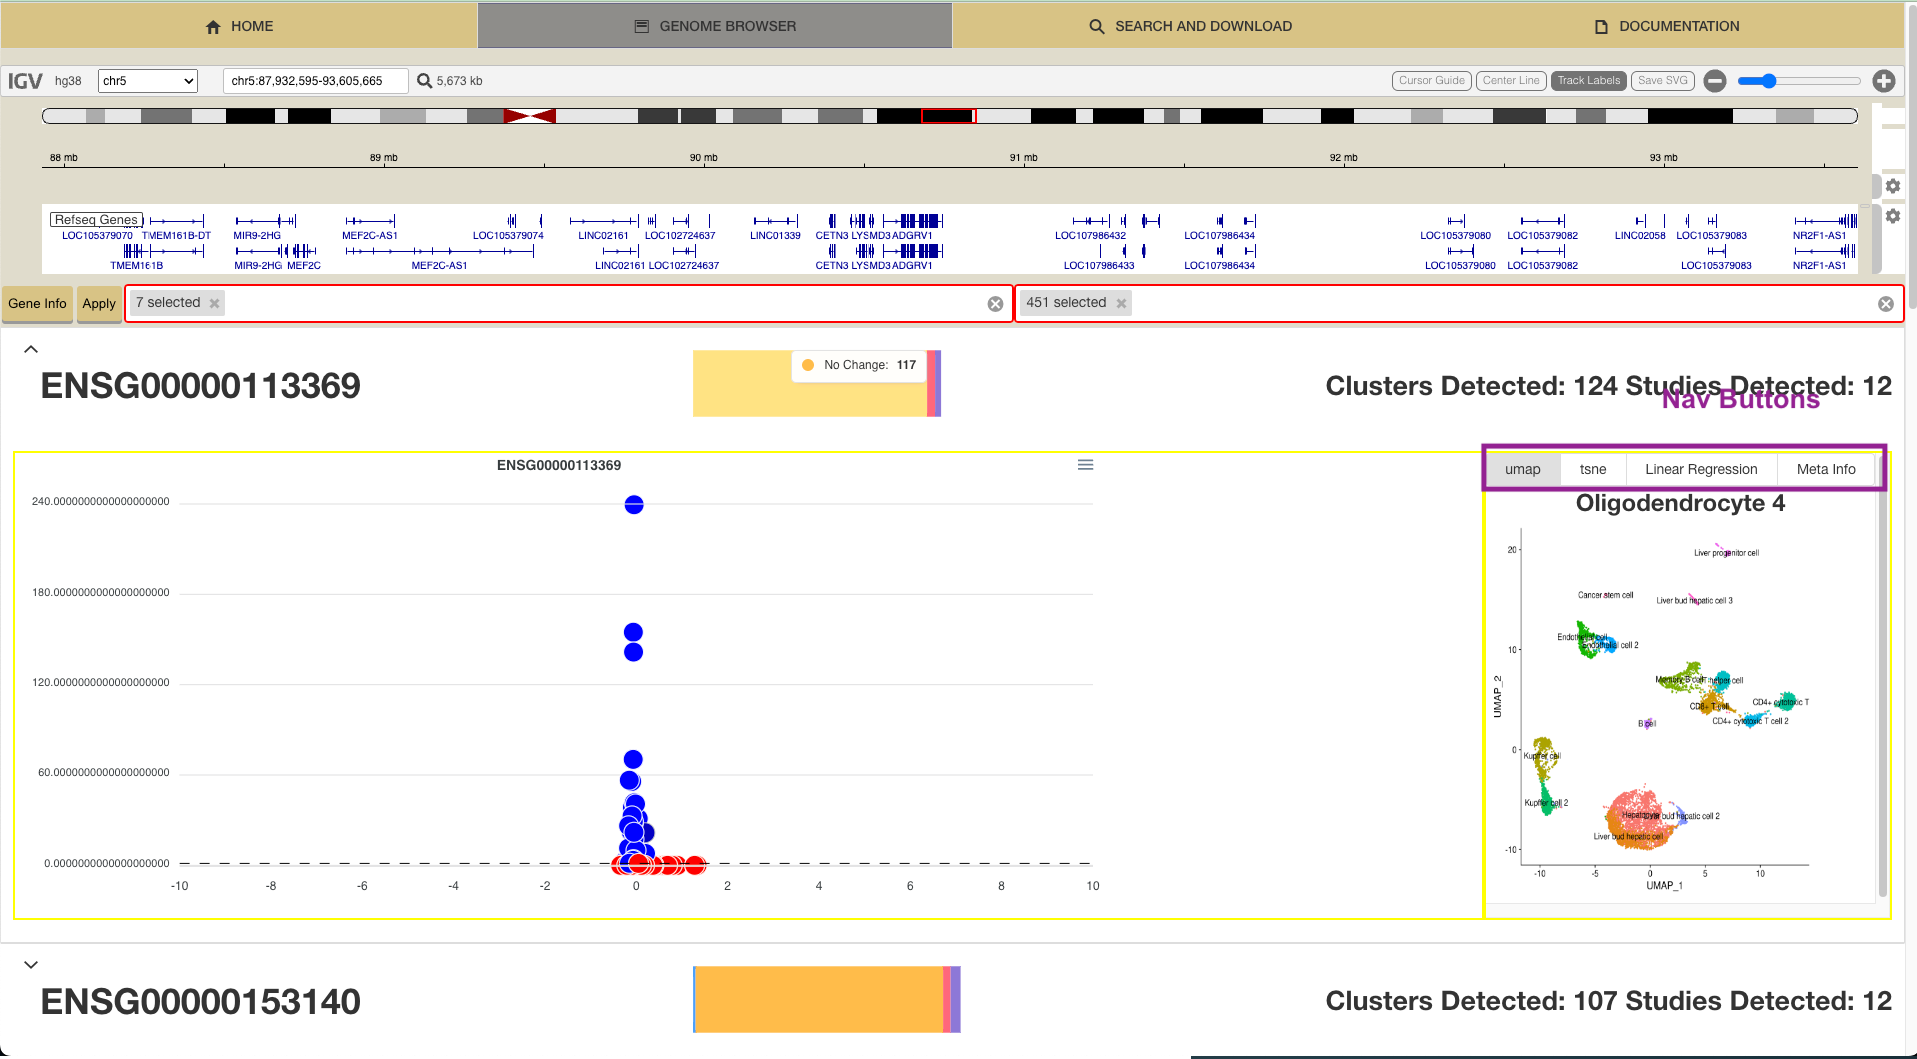 HOME
GENOME BROWSER
SEARCH AND DOWNLOAD
DOCUMENTATION
IGV hg38 chr5 chr5:87,932,595-93,605,665 5,673 kb
Cursor Guide Center Line Track Labels Save SVG
88 mb 89 mb 90 mb 91 mb 92 mb 93 mb
Refseq Genes
LOC105379070 TMEM161B-DT MIR9-2HG MEF2C-AS1 LOC105379074 LINC02161 LOC102724637 LINC01339 CETN3 LYSMD3 ADGRV1 LOC107986432 LOC107986434 LOC105379080 LOC105379082 LINC02058 LOC105379083 NR2F1-AS1
TMEM161B MIR9-2HG MEF2C MEF2C-AS1 LINC02161 LOC102724637 CETN3 LYSMD3 ADGRV1 LOC107986433 LOC107986434 LOC105379080 LOC105379082 LOC105379083 NR2F1-AS1
Gene Info Apply 7 selected 451 selected
No Change: 117
ENSG00000113369
Clusters Detected: 124 Studies Detected: 12
Nav Buttons
ENSG00000113369
240.0000000000000000
180.0000000000000000
120.0000000000000000
60.0000000000000000
0.0000000000000000
-10 -8 -6 -4 -2 0 2 4 6 8 10
umap tsne Linear Regression Meta Info
Oligodendrocyte 4
20
Liver progenitor cell
Cancer stem cell
Liver bud hepatic cell 3
Endothelial cell
Endothelial cell 2
10
Memory B cell
T helper cell
CD8+ T cell
CD4+ cytotoxic T
CD4+ cytotoxic T cell 2
B cell
UMAP_2
0
Kupffer cell
Kupffer cell 2
Hepatocyte
Liver bud hepatic cell 2
Liver bud hepatic cell
-10
-10 -5 0 5 10
UMAP_1
ENSG00000153140
Clusters Detected: 107 Studies Detected: 12